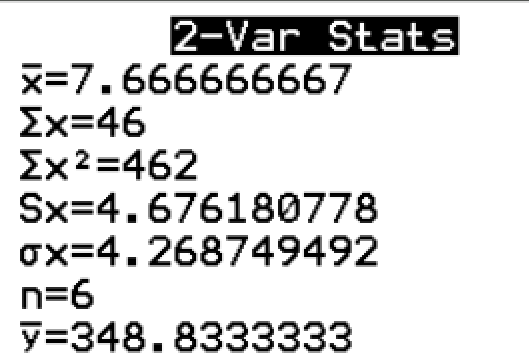 2-Var Stats
x̄=7.666666667
Σx=46
Σx²=462
Sx=4.676180778
σx=4.268749492
n=6
ȳ=348.8333333